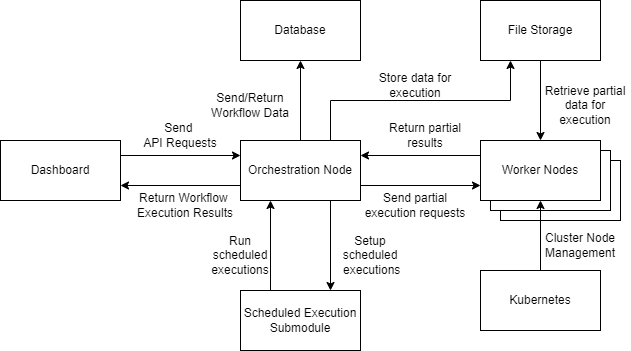 Database
File Storage
Send/Return
Workflow Data
Store data for
execution
Retrieve partial
data for
execution
Send
API Requests
Return partial
results
Dashboard
Orchestration Node
Worker Nodes
Return Workflow
Execution Results
Send partial
execution requests
Run
scheduled
executions
Setup
scheduled
executions
Cluster Node
Management
Scheduled Execution
Submodule
Kubernetes